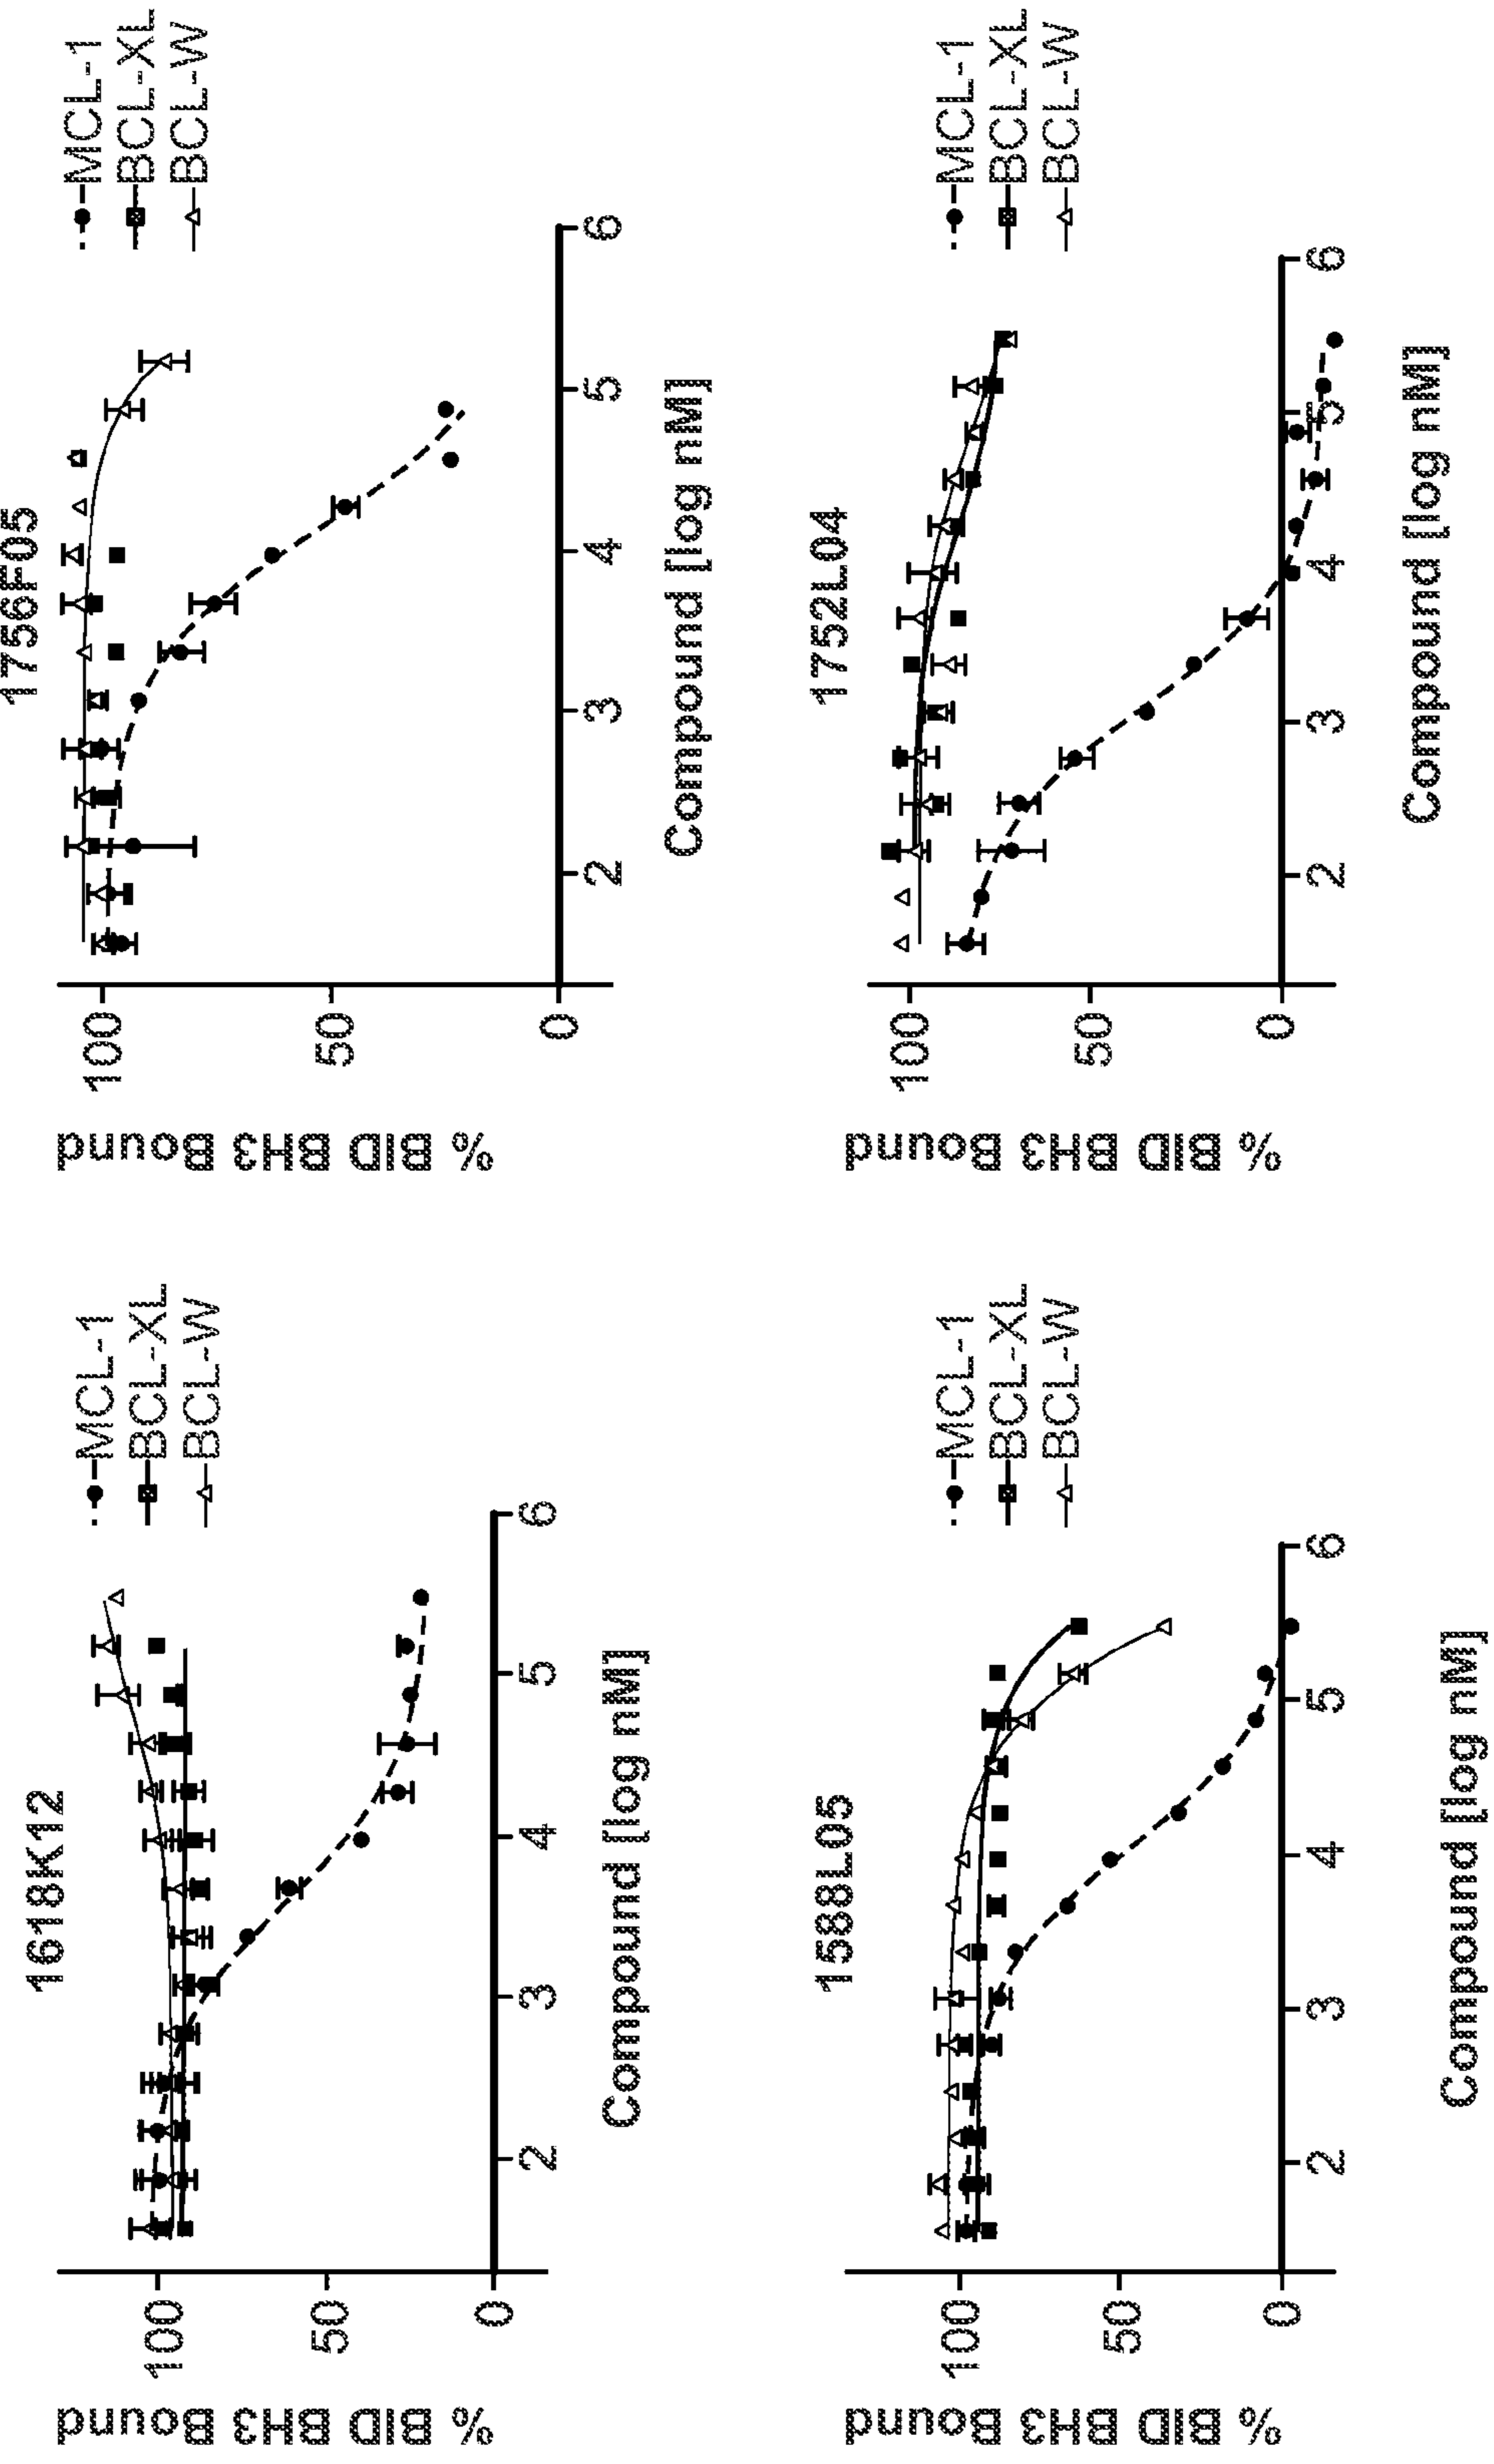 1618K12
MCL-1
BCL-XL
BCL-W
% BID BH3
Bound
100
50
0
2
3
4
5
6
Compound [log nM]
1756F05
MCL-1
BCL-XL
BCL-W
% BID BH3
Bound
100
50
0
2
3
4
5
6
Compound [log nM]
1588L05
MCL-1
BCL-XL
BCL-W
% BID BH3
Bound
100
50
0
2
3
4
5
6
Compound [log nM]
1752L04
MCL-1
BCL-XL
BCL-W
% BID BH3
Bound
100
50
0
2
3
4
5
6
Compound [log nM]